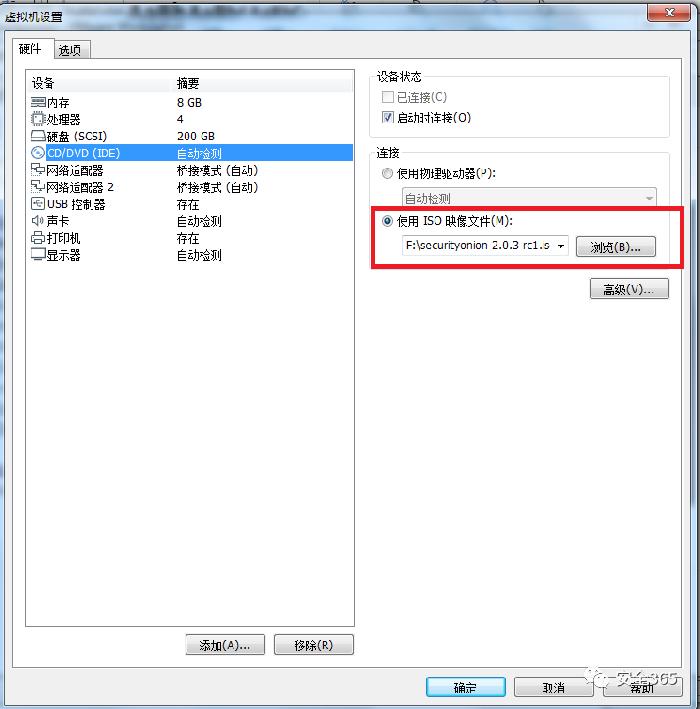 虚拟机设置
硬件 选项
设备 摘要
内存 8 GB
处理器 4
硬盘 (SCSI) 200 GB
CD/DVD (IDE) 自动检测
网络适配器 桥接模式 (自动)
网络适配器 2 桥接模式 (自动)
USB 控制器 存在
声卡 自动检测
打印机 存在
显示器 自动检测
添加(A)... 移除(R)
设备状态
已连接(C)
启动时连接(O)
连接
使用物理驱动器(P):
自动检测
使用 ISO 映像文件(M):
F:\securityonion-2.0.3-rc1.is 浏览(B)...
高级(V)...
确定 取消 帮助
安全365